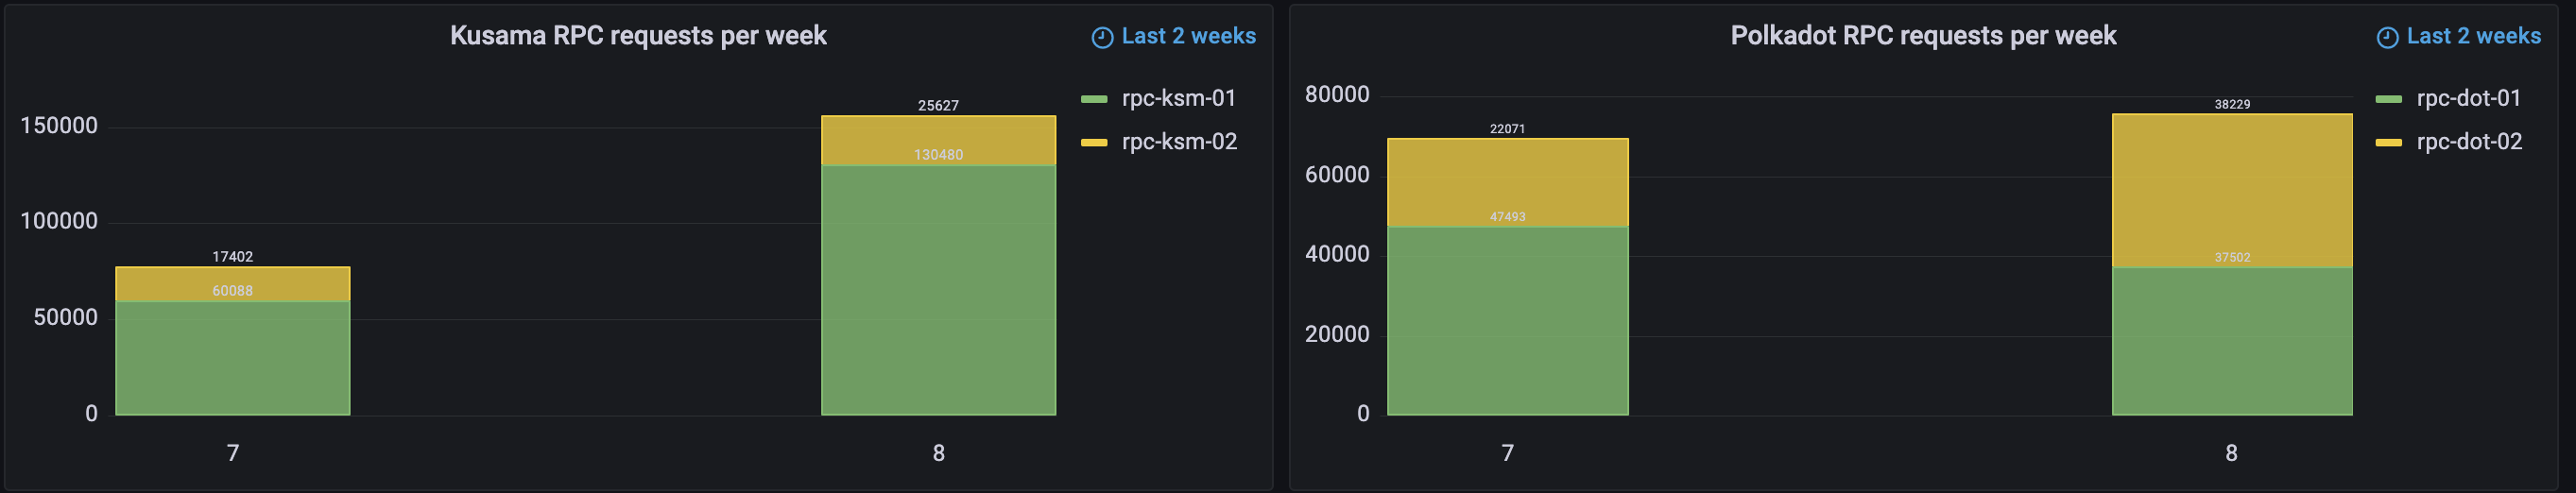 Kusama RPC requests per week
Last 2 weeks
150000
100000
50000
0
17402
60088
25627
130480
7
8
rpc-ksm-01
rpc-ksm-02
Polkadot RPC requests per week
Last 2 weeks
80000
60000
40000
20000
0
22071
47493
38229
37502
7
8
rpc-dot-01
rpc-dot-02